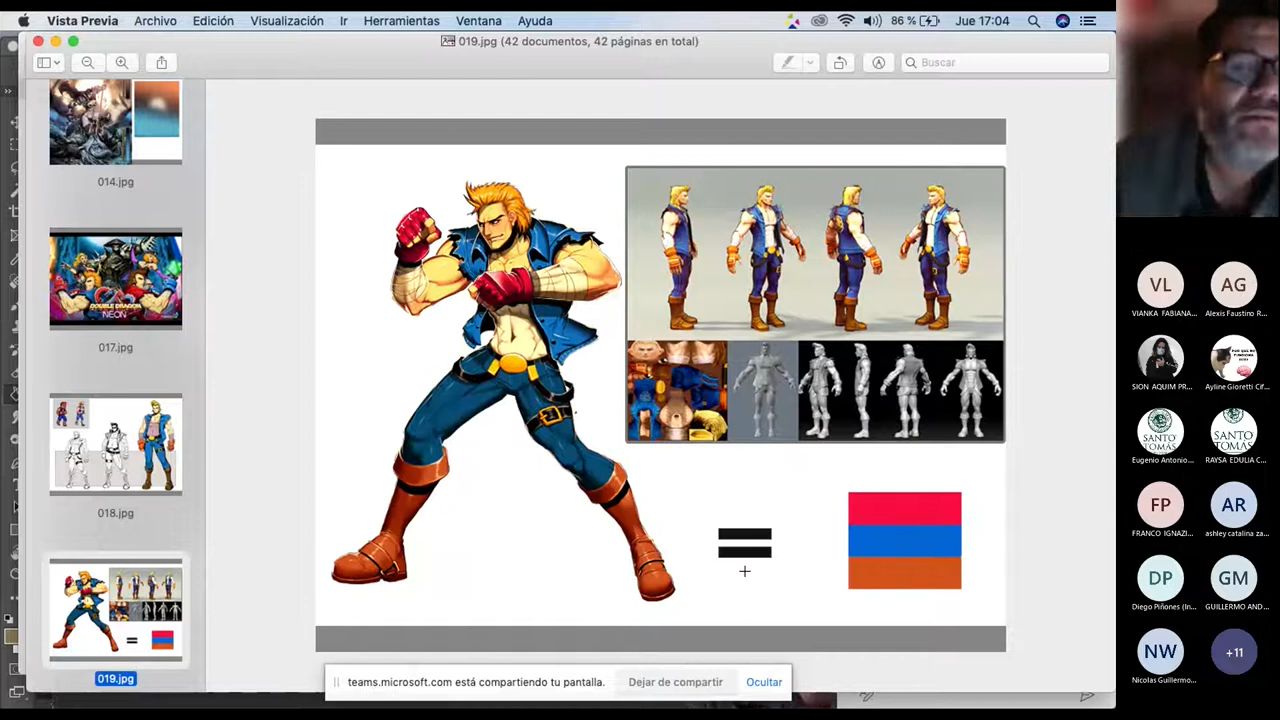 Vista Previa Archivo Edición Visualización Ir Herramientas Ventana Ayuda 86 % Jue 17:04
019.jpg (42 documentos, 42 páginas en total)
Buscar
014.jpg
DOUBLE DRAGON
NEON
017.jpg
018.jpg
019.jpg
teams.microsoft.com está compartiendo tu pantalla. Dejar de compartir Ocultar
VL AG
VIANKA FABIANA... Alexis Faustino R...
SION AQUIM PR... Ayline Gioretti Cif...
SANTO TOMÁS SANTO TOMÁS
Eugenio Antonio... RAYSA EDULIA C...
FP AR
FRANCO IGNAZI... ashley catalina za...
DP GM
Diego Piñones (In... GUILLERMO AND...
NW +11
Nicolas Guillermo...